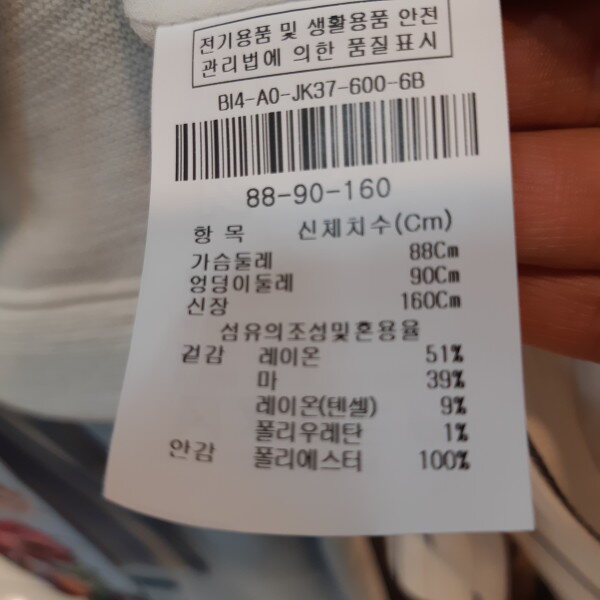 전기용품 및 생활용품 안전
관리법에 의한 품질표시
BI4-A0-JK37-600-6B
88-90-160
항 목 신체치수(Cm)
가슴둘레 88Cm
엉덩이둘레 90Cm
신장 160Cm
섬유의조성및혼용율
겉감 레이온 51%
마 39%
레이온(텐셀) 9%
폴리우레탄 1%
안감 폴리에스터 100%